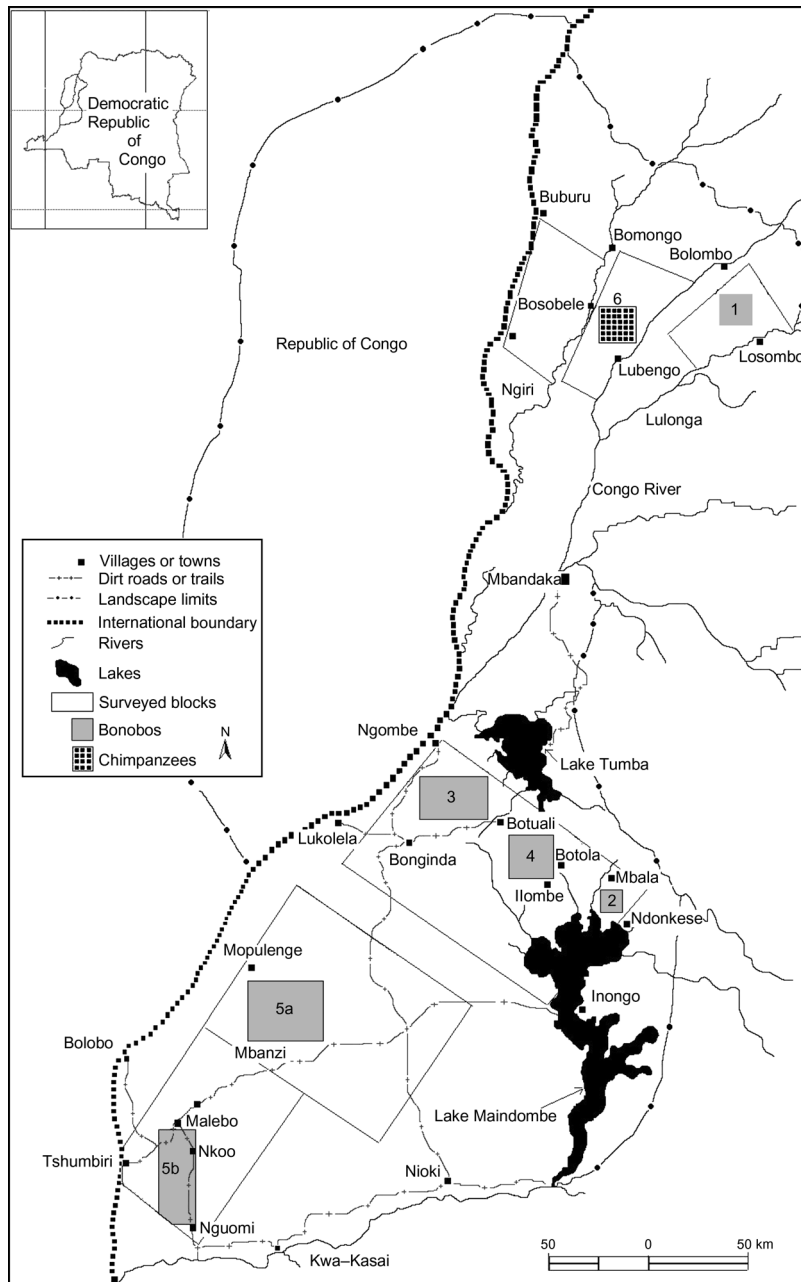 Democratic
Republic
of
Congo
Buburu
Bomongo
Bolombo
6
1
Bosobele
Republic of Congo
Losombo
Lubengo
Ngiri
Lulonga
Congo River
Villages or towns
Dirt roads or trails
Landscape limits
International boundary
Rivers
Lakes
Surveyed blocks
Bonobos
N
Chimpanzees
Mbandaka
Ngombe
Lake Tumba
3
Lukolela
Botuali
Bonginda
4
Botola
Mbala
IIombe
2
Ndonkese
Mopulenge
5a
Inongo
Bolobo
Mbanzi
Lake Maindombe
Malebo
Nkoo
Tshumbiri
5b
Nioki
Nguomi
Kwa–Kasai
50 0 50 km